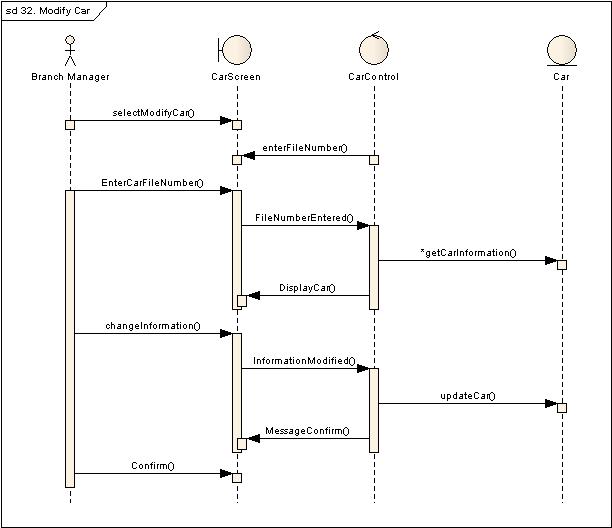 sd 32. Modify Car
Branch Manager
CarScreen
CarControl
Car
selectModifyCar()
enterFileNumber()
EnterCarFileNumber()
FileNumberEntered()
*getCarInformation()
DisplayCar()
changeInformation()
InformationModified()
updateCar()
MessageConfirm()
Confirm()